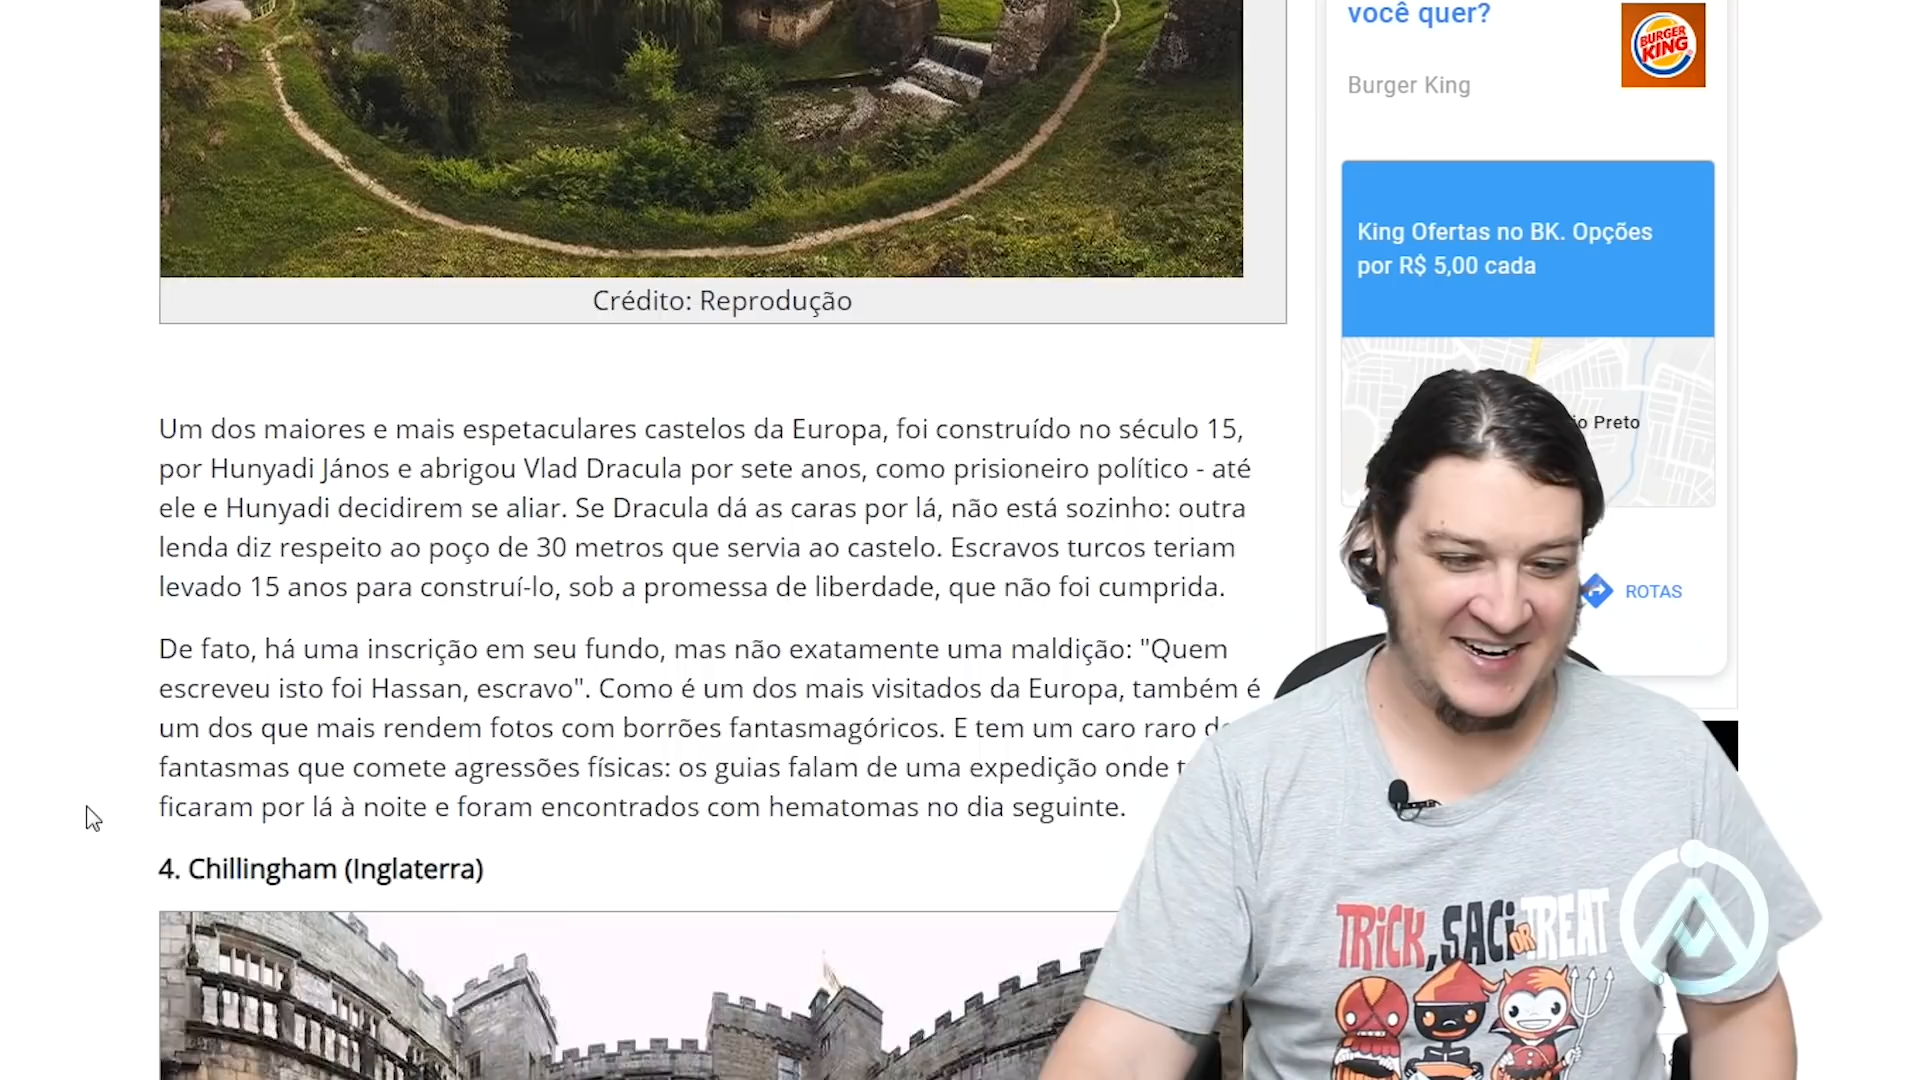 você quer?
BURGER
KING
Burger King
King Ofertas no BK. Opções
por R$ 5,00 cada
Crédito: Reprodução
Preto
Um dos maiores e mais espetaculares castelos da Europa, foi construído no século 15,
por Hunyadi János e abrigou Vlad Dracula por sete anos, como prisioneiro político - até
ele e Hunyadi decidirem se aliar. Se Dracula dá as caras por lá, não está sozinho: outra
lenda diz respeito ao poço de 30 metros que servia ao castelo. Escravos turcos teriam
levado 15 anos para construí-lo, sob a promessa de liberdade, que não foi cumprida.
ROTAS
De fato, há uma inscrição em seu fundo, mas não exatamente uma maldição: "Quem
escreveu isto foi Hassan, escravo". Como é um dos mais visitados da Europa, também é
um dos que mais rendem fotos com borrões fantasmagóricos. E tem um caro raro
fantasmas que comete agressões físicas: os guias falam de uma expedição onde
ficaram por lá à noite e foram encontrados com hematomas no dia seguinte.
4. Chillingham (Inglaterra)
TRICK, SACI OR TREAT